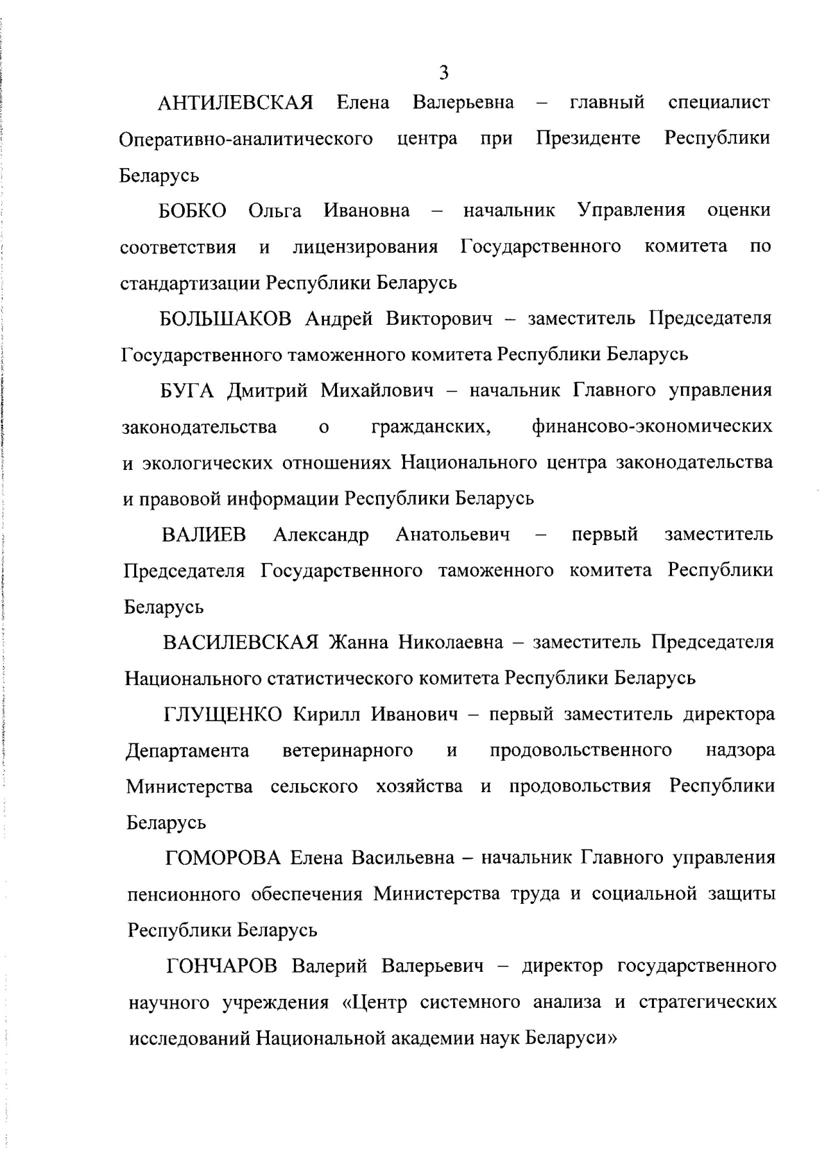 3
АНТИЛЕВСКАЯ Елена Валерьевна – главный специалист
Оперативно-аналитического центра при Президенте Республики
Беларусь
БОБКО Ольга Ивановна – начальник Управления оценки
соответствия и лицензирования Государственного комитета по
стандартизации Республики Беларусь
БОЛЬШАКОВ Андрей Викторович – заместитель Председателя
Государственного таможенного комитета Республики Беларусь
БУГА Дмитрий Михайлович – начальник Главного управления
законодательства о гражданских, финансово-экономических
и экологических отношениях Национального центра законодательства
и правовой информации Республики Беларусь
ВАЛИЕВ Александр Анатольевич – первый заместитель
Председателя Государственного таможенного комитета Республики
Беларусь
ВАСИЛЕВСКАЯ Жанна Николаевна – заместитель Председателя
Национального статистического комитета Республики Беларусь
ГЛУЩЕНКО Кирилл Иванович – первый заместитель директора
Департамента ветеринарного и продовольственного надзора
Министерства сельского хозяйства и продовольствия Республики
Беларусь
ГОМОРОВА Елена Васильевна – начальник Главного управления
пенсионного обеспечения Министерства труда и социальной защиты
Республики Беларусь
ГОНЧАРОВ Валерий Валерьевич – директор государственного
научного учреждения «Центр системного анализа и стратегических
исследований Национальной академии наук Беларуси»